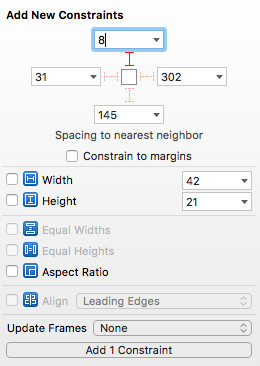 Add New Constraints
8
31 302
145
Spacing to nearest neighbor
Constrain to margins
Width 42
Height 21
Equal Widths
Equal Heights
Aspect Ratio
Align Leading Edges
Update Frames None
Add 1 Constraint